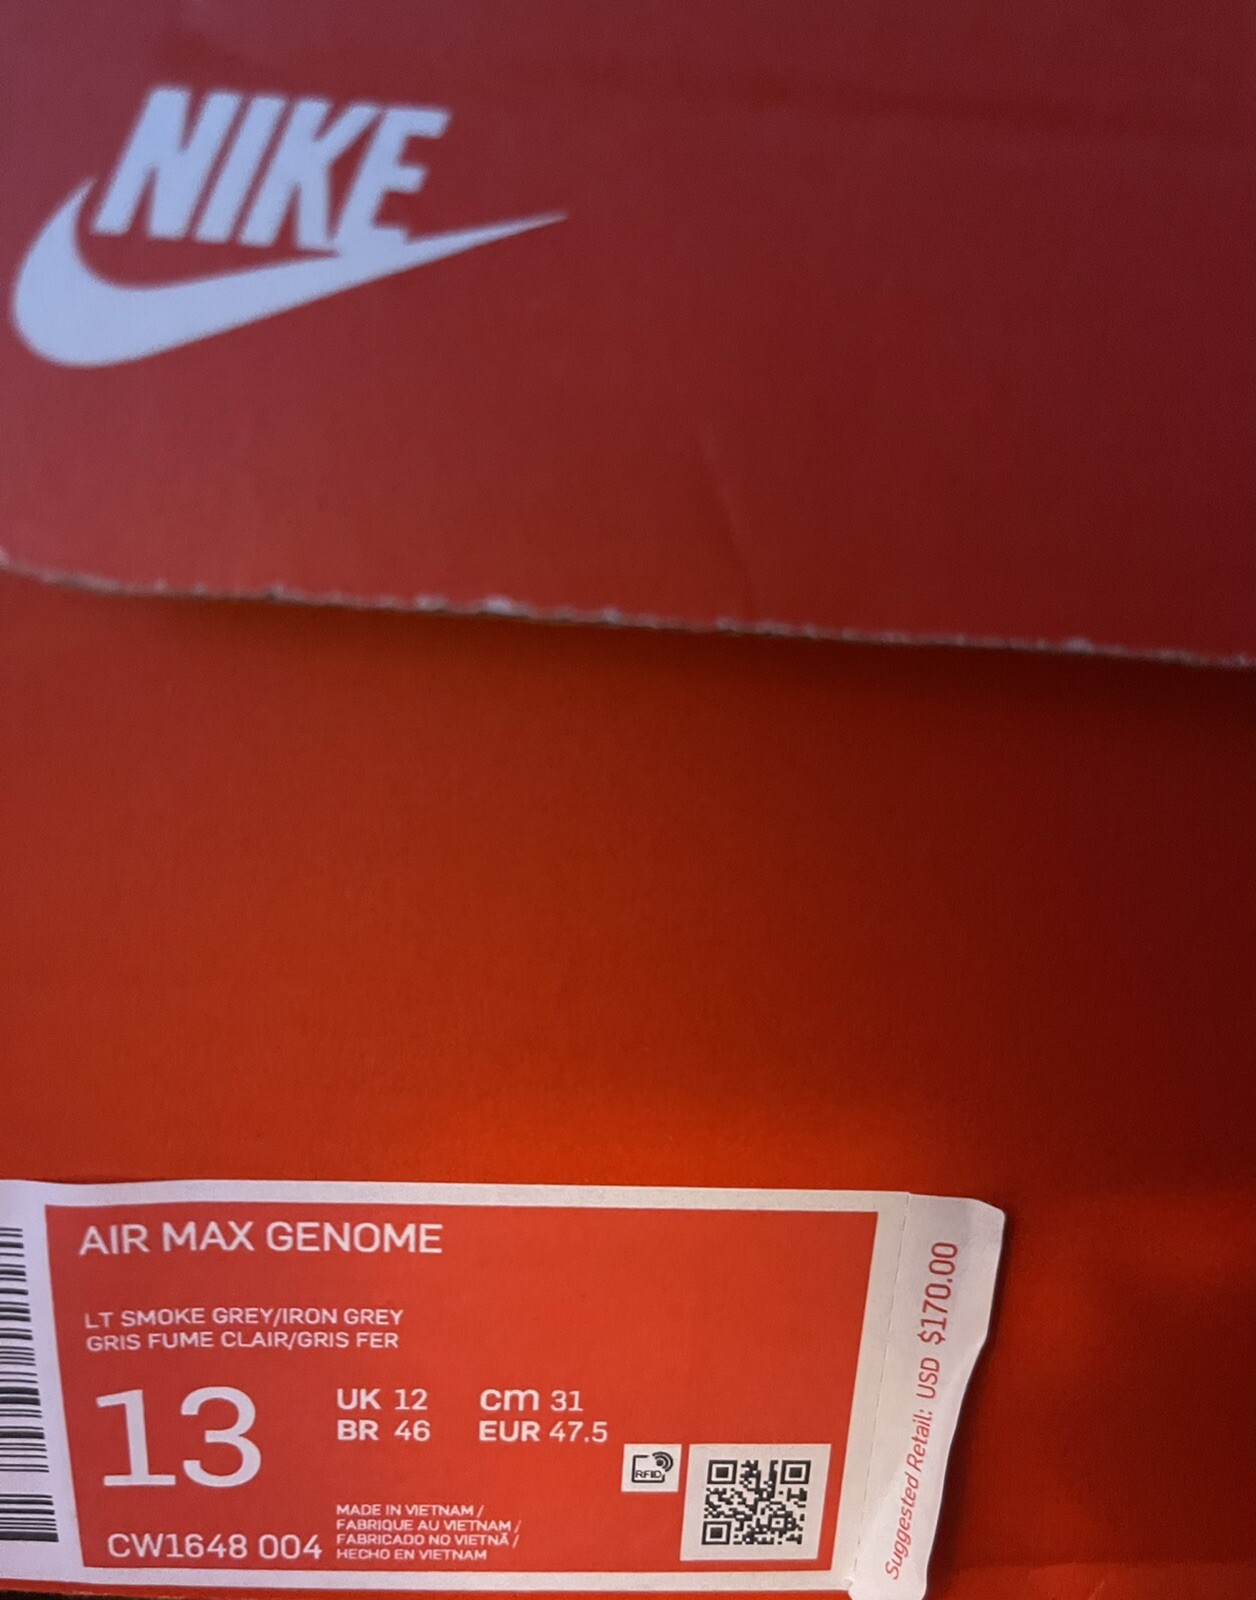 NIKE
AIR MAX GENOME
LT SMOKE GREY/IRON GREY
GRIS FUME CLAIR/GRIS FER
13
UK 12
cm 31
BR 46
EUR 47.5
RFID
MADE IN VIETNAM /
FABRIQUE AU VIETNAM /
FABRICADO NO VIETNÃ /
HECHO EN VIETNAM
CW1648 004
Suggested Retail: USD $170.00